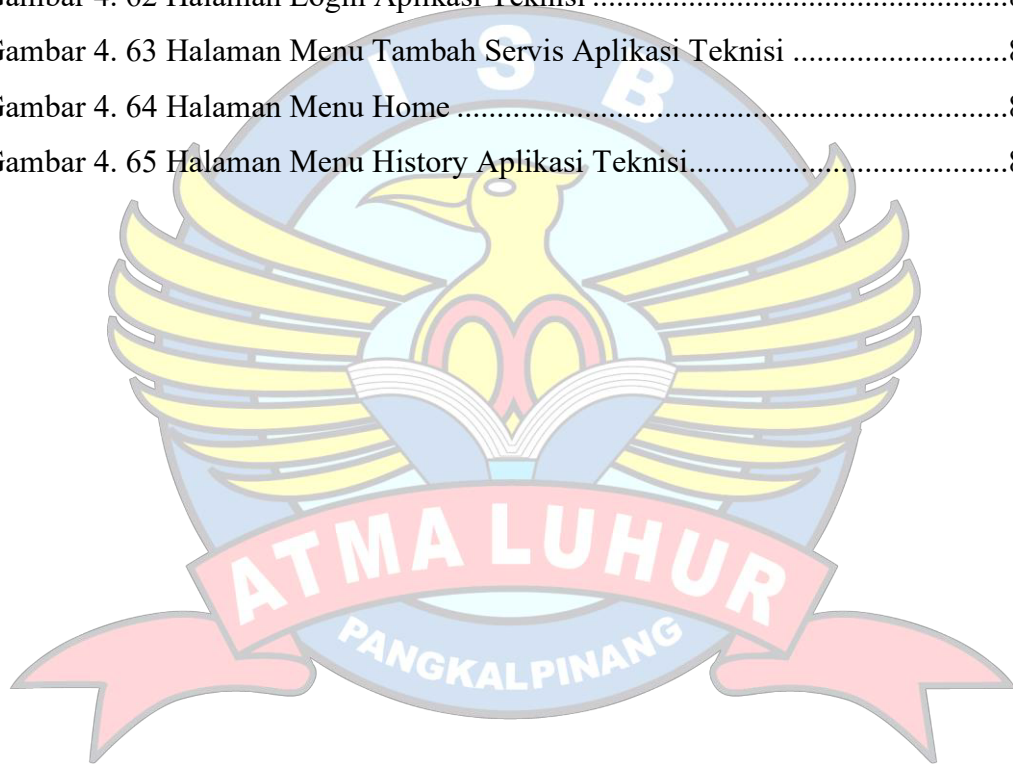 Gambar 4. 62 Halaman Login Aplikasi Teknisi
Gambar 4. 63 Halaman Menu Tambah Servis Aplikasi Teknisi ...........................8
Gambar 4. 64 Halaman Menu Home ....................................................................8
Gambar 4. 65 Halaman Menu History Aplikasi Teknisi.......................................8
ISB
ATMA LUHUR
PANGKALPINANG